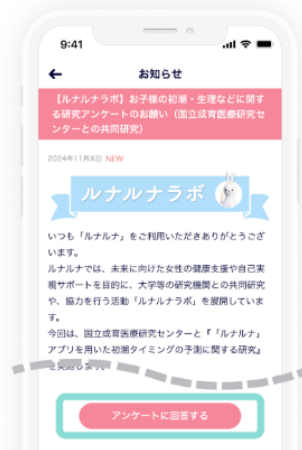 9:41
お知らせ
【ルナルナラボ】お子様の初潮・生理などに関す
る研究アンケートのお願い（国立成育医療研究セ
ンターとの共同研究）
2024年11月X日 NEW
ルナルナラボ
いつも「ルナルナ」をご利用いただきありがとうござ
います。
ルナルナでは、未来に向けた女性の健康支援や自己実
現サポートを目的に、大学等の研究機関との共同研究
や、協力を行う活動「ルナルナラボ」を展開していま
す。
今回は、国立成育医療研究センターと『「ルナルナ」
アプリを用いた初潮タイミングの予測に関する研究』
を実施します。
アンケートに回答する